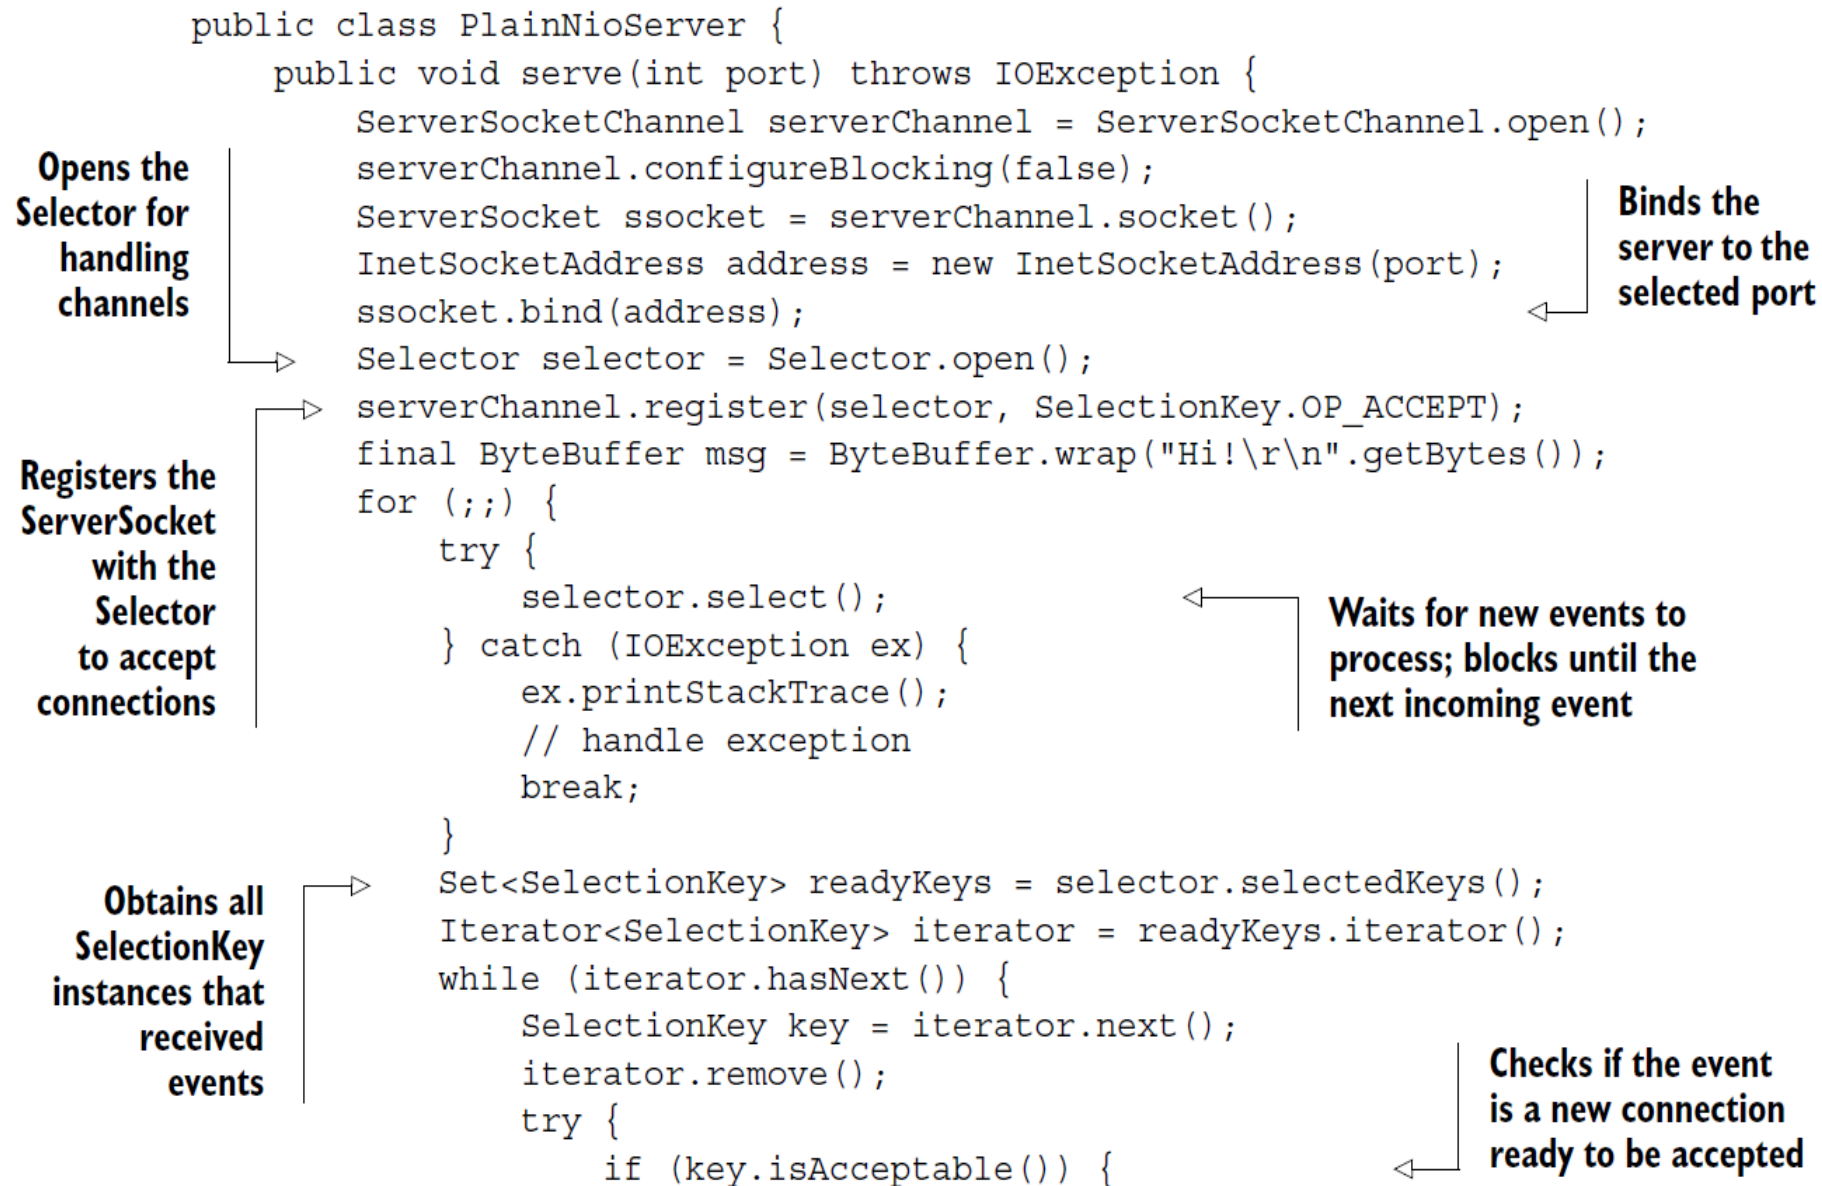 public class PlainNioServer {
public void serve(int port) throws IOException {
ServerSocketChannel serverChannel = ServerSocketChannel.open();
serverChannel.configureBlocking(false);
ServerSocket ssocket = serverChannel.socket();
InetSocketAddress address = new InetSocketAddress(port);
ssocket.bind(address);
Selector selector = Selector.open();
serverChannel.register(selector, SelectionKey.OP_ACCEPT);
final ByteBuffer msg = ByteBuffer.wrap("Hi!\r\n".getBytes());
for (;;) {
try {
selector.select();
} catch (IOException ex) {
ex.printStackTrace();
// handle exception
break;
}
Set<SelectionKey> readyKeys = selector.selectedKeys();
Iterator<SelectionKey> iterator = readyKeys.iterator();
while (iterator.hasNext()) {
SelectionKey key = iterator.next();
iterator.remove();
try {
if (key.isAcceptable()) {
Opens the
Selector for
handling
channels
Binds the
server to the
selected port
Registers the
ServerSocket
with the
Selector
to accept
connections
Waits for new events to
process; blocks until the
next incoming event
Obtains all
SelectionKey
instances that
received
events
Checks if the event
is a new connection
ready to be accepted